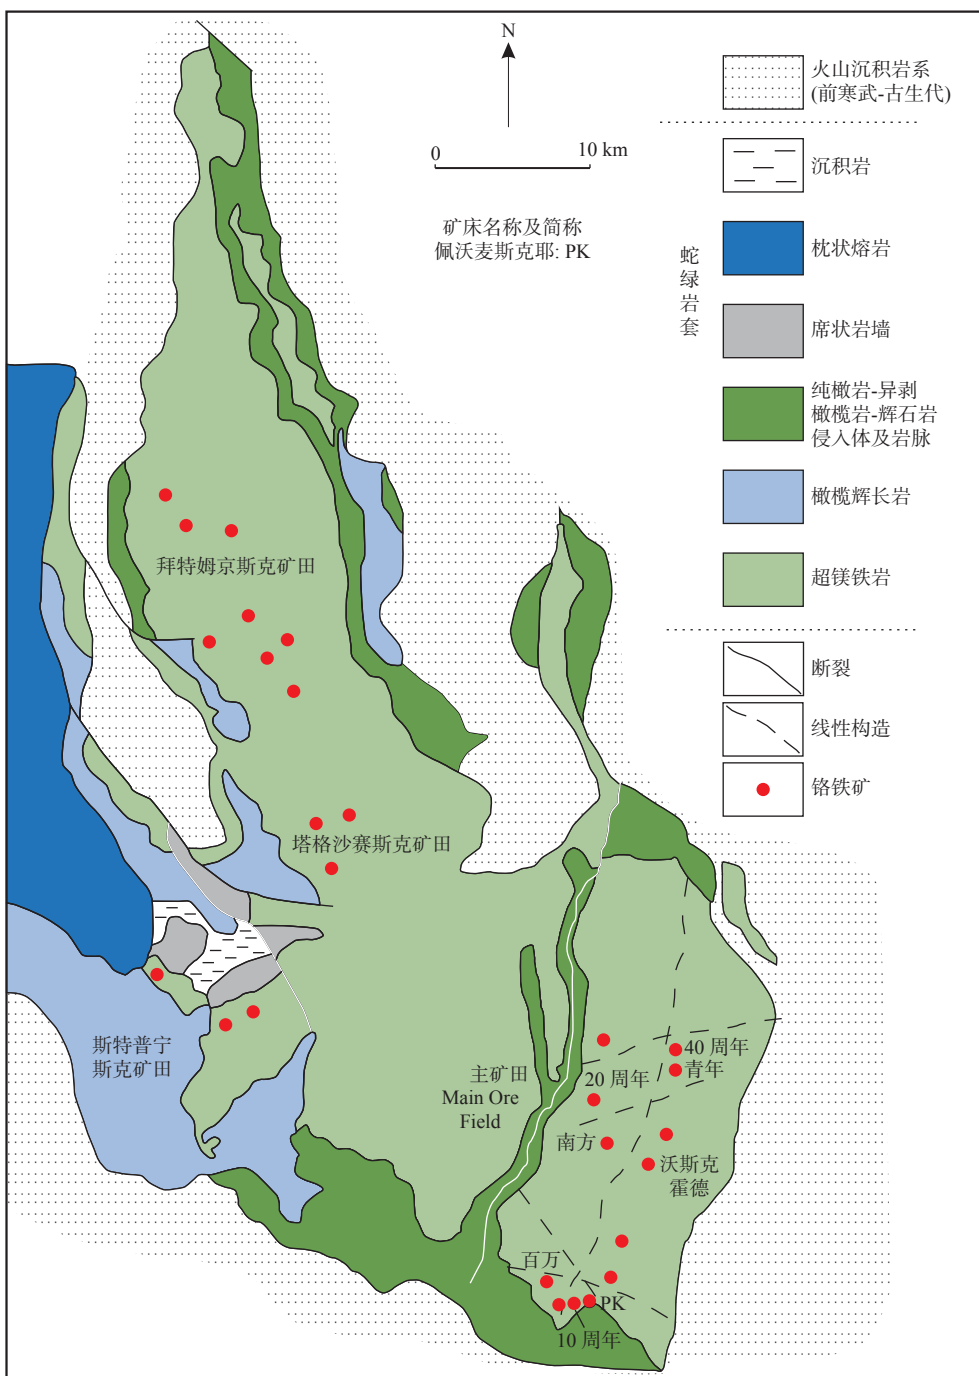 N
0
10 km
矿床名称及简称
佩沃麦斯克耶: PK
火山沉积岩系
(前寒武-古生代)
蛇绿岩套
沉积岩
枕状熔岩
席状岩墙
纯橄岩-异剥
橄榄岩-辉石岩
侵入体及岩脉
橄榄辉长岩
超镁铁岩
断裂
线性构造
铬铁矿
拜特姆京斯克矿田
塔格沙赛斯克矿田
斯特普宁
斯克矿田
主矿田
Main Ore
Field
40 周年
青年
20 周年
南方
沃斯克
霍德
百万
PK
10 周年